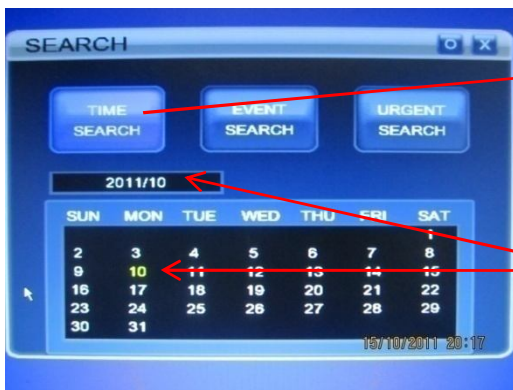 SEARCH O X
TIME SEARCH EVENT SEARCH URGENT SEARCH
2011/10
SUN MON TUE WED THU FRI SAT
1
2 3 4 5 6 7 8
9 10 11 12 13 14 15
16 17 18 19 20 21 22
23 24 25 26 27 28 29
30 31
15/10/2011 20:17